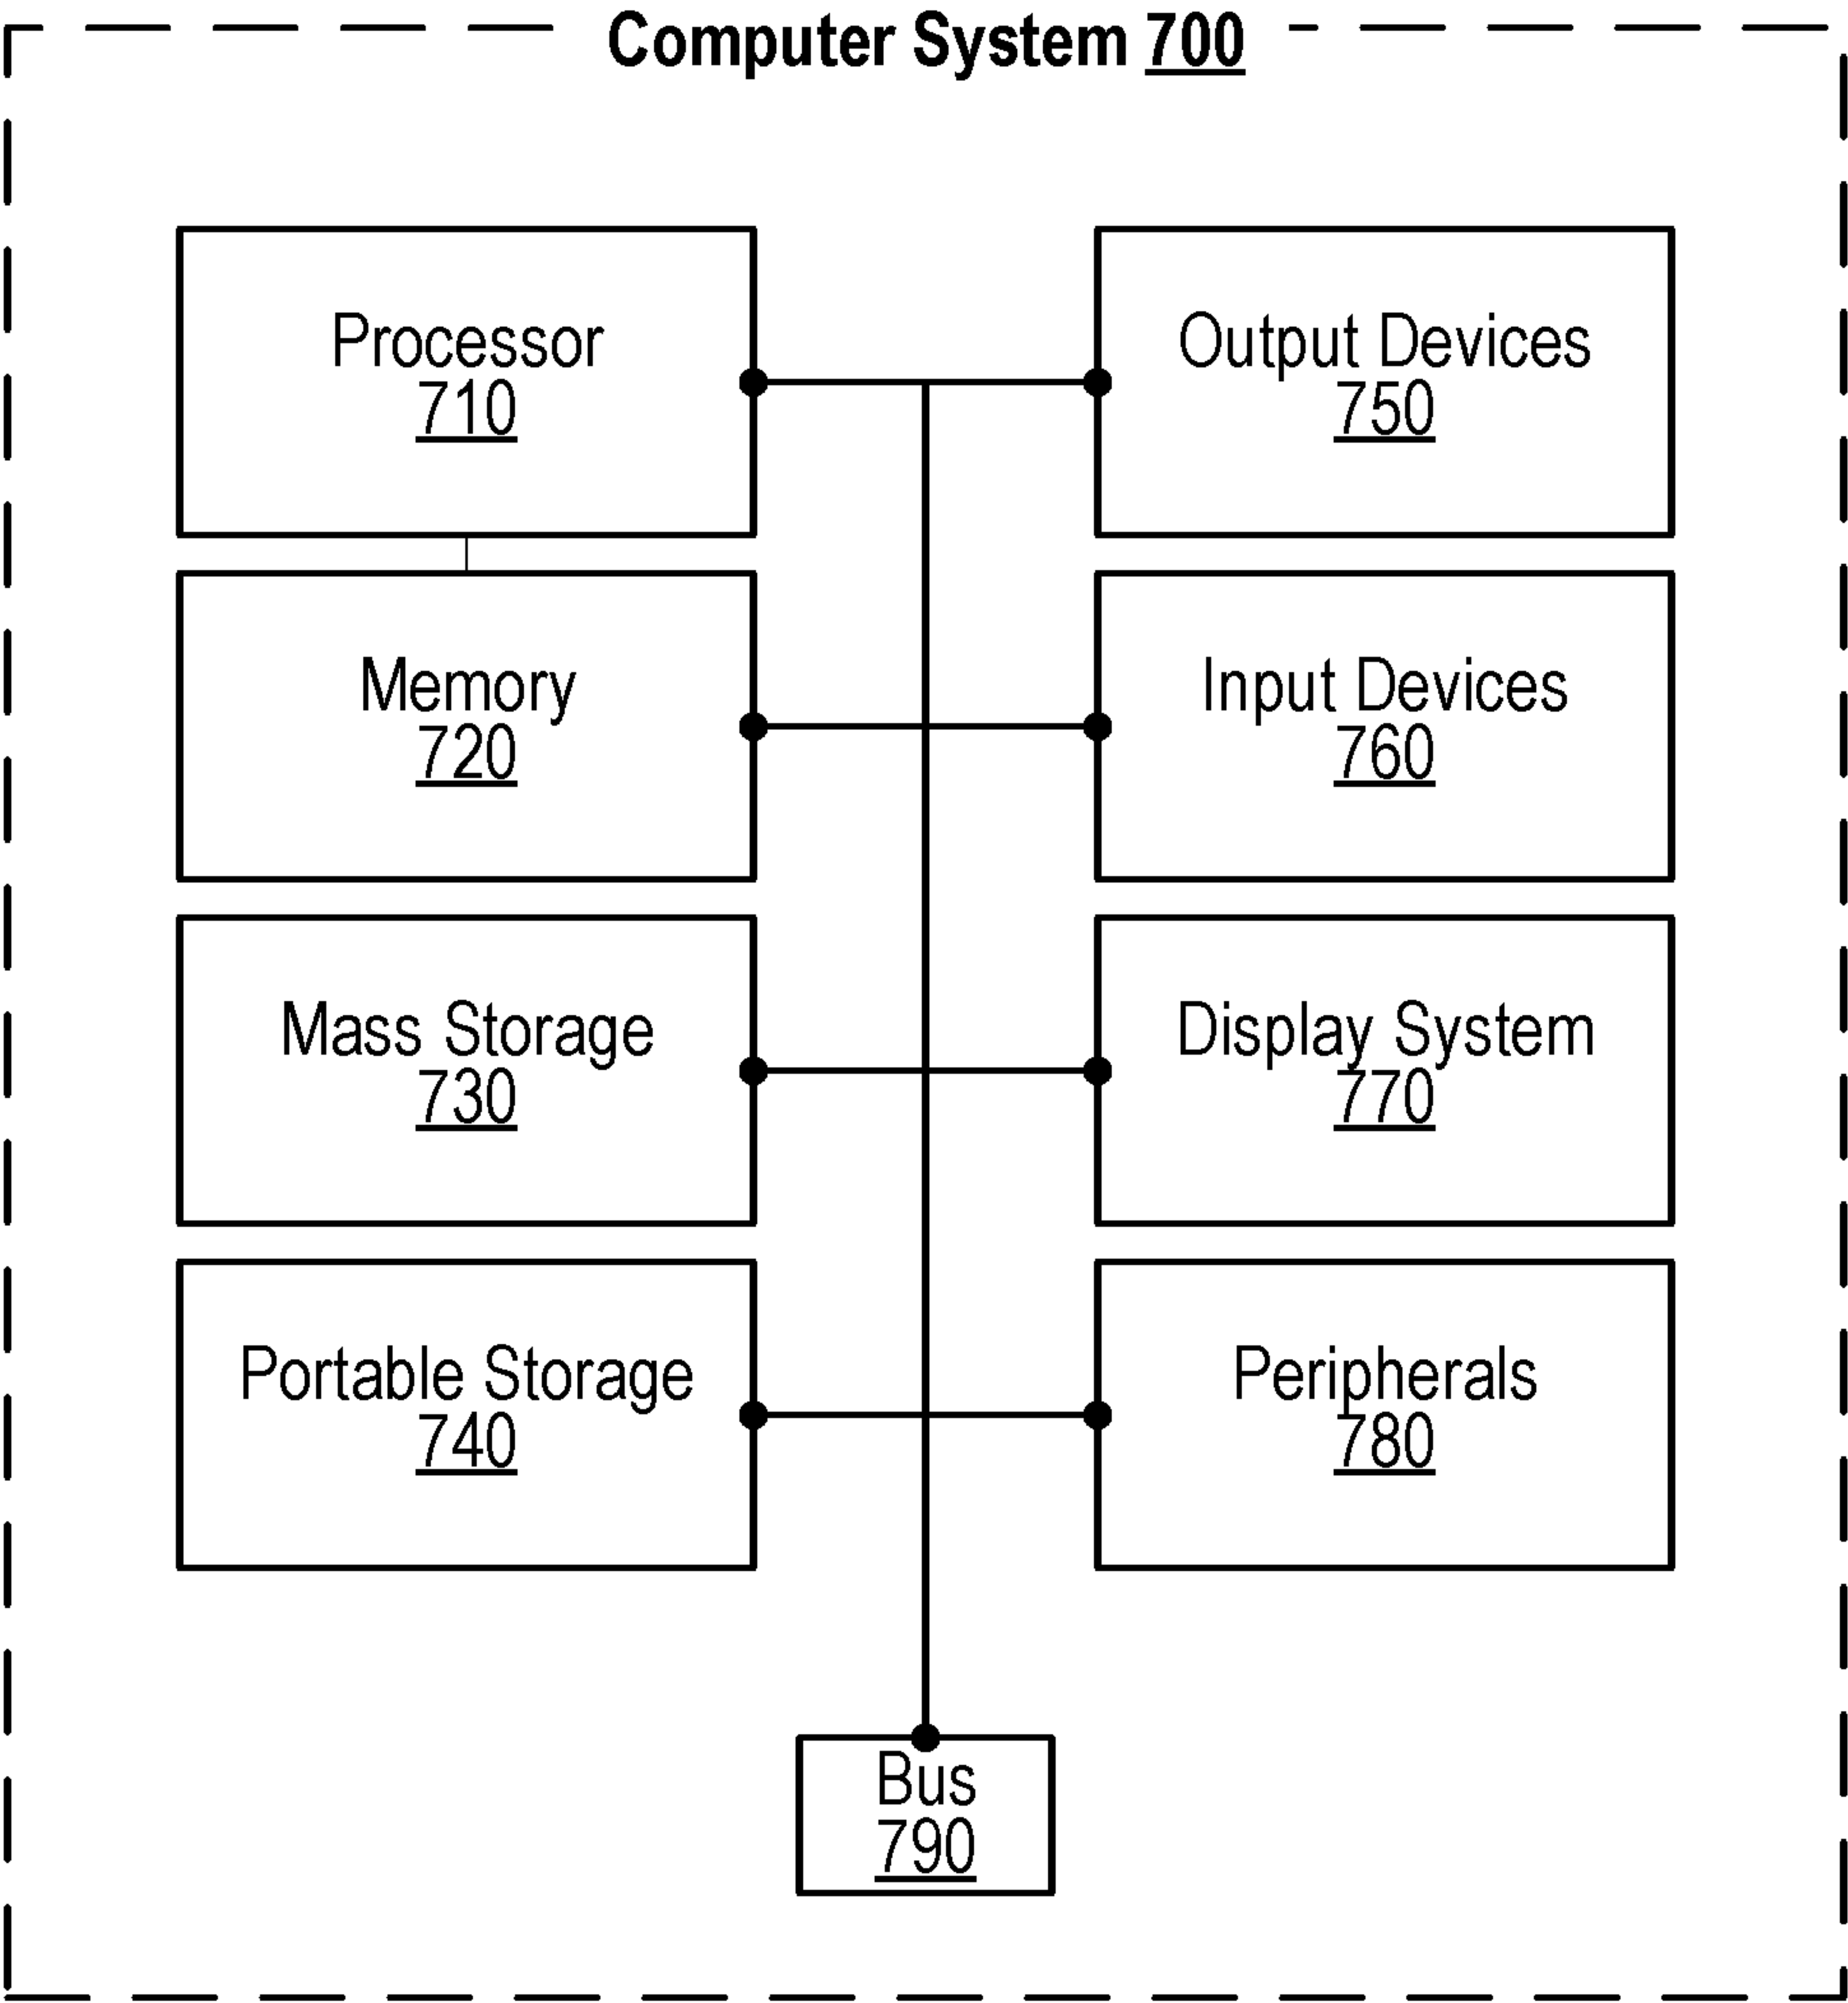 Computer System 700
Processor
710
Output Devices
750
Memory
720
Input Devices
760
Mass Storage
730
Display System
770
Portable Storage
740
Peripherals
780
Bus
790